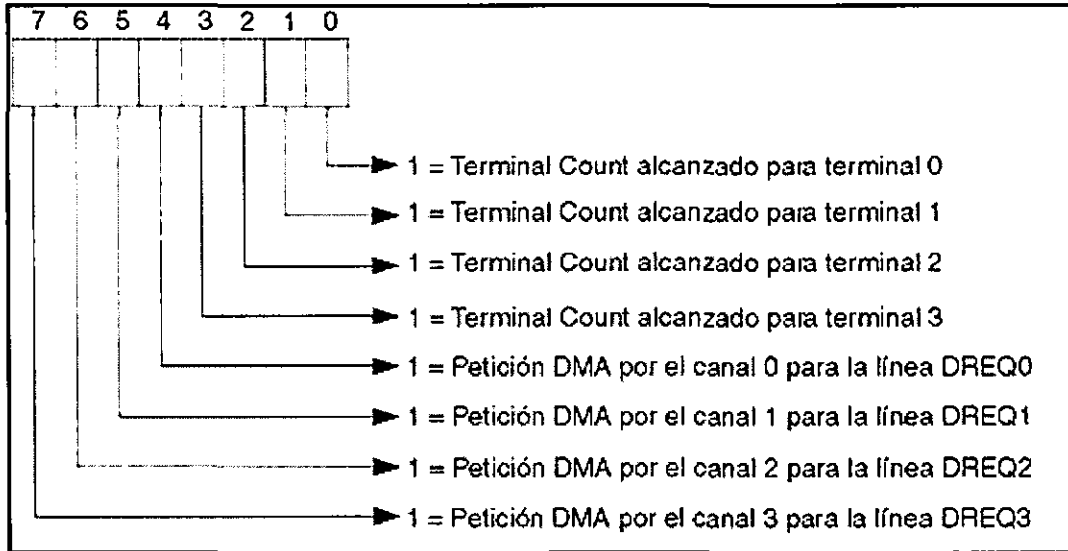 7 6 5 4 3 2 1 0
1 = Terminal Count alcanzado para terminal 0
1 = Terminal Count alcanzado para terminal 1
1 = Terminal Count alcanzado para terminal 2
1 = Terminal Count alcanzado para terminal 3
1 = Petición DMA por el canal 0 para la línea DREQ0
1 = Petición DMA por el canal 1 para la línea DREQ1
1 = Petición DMA por el canal 2 para la línea DREQ2
1 = Petición DMA por el canal 3 para la línea DREQ3